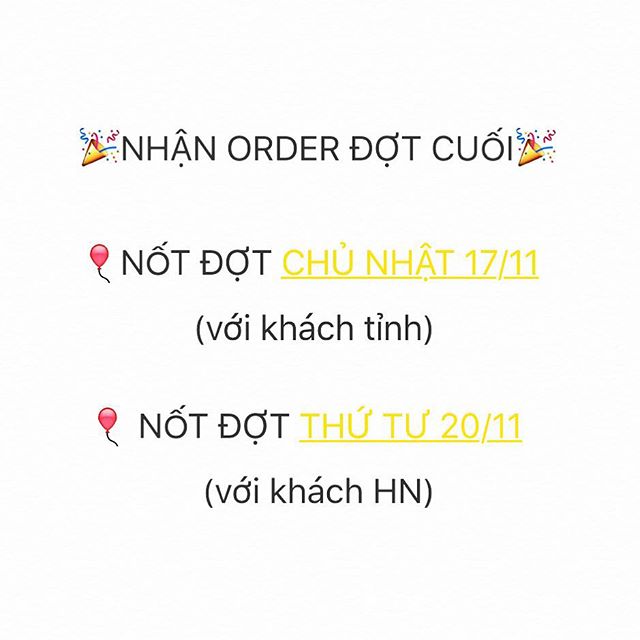 🎉NHẬN ORDER ĐỢT CUỐI🎉
🎈NỐT ĐỢT CHỦ NHẬT 17/11
(với khách tỉnh)
🎈 NỐT ĐỢT THỨ TƯ 20/11
(với khách HN)